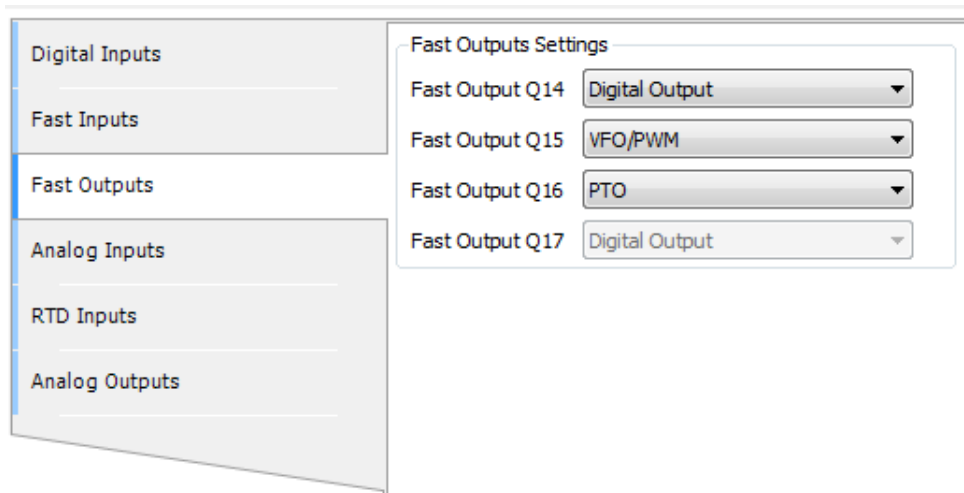 Digital Inputs
Fast Inputs
Fast Outputs
Analog Inputs
RTD Inputs
Analog Outputs
Fast Outputs Settings
Fast Output Q14 Digital Output
Fast Output Q15 VFO/PWM
Fast Output Q16 PTO
Fast Output Q17 Digital Output